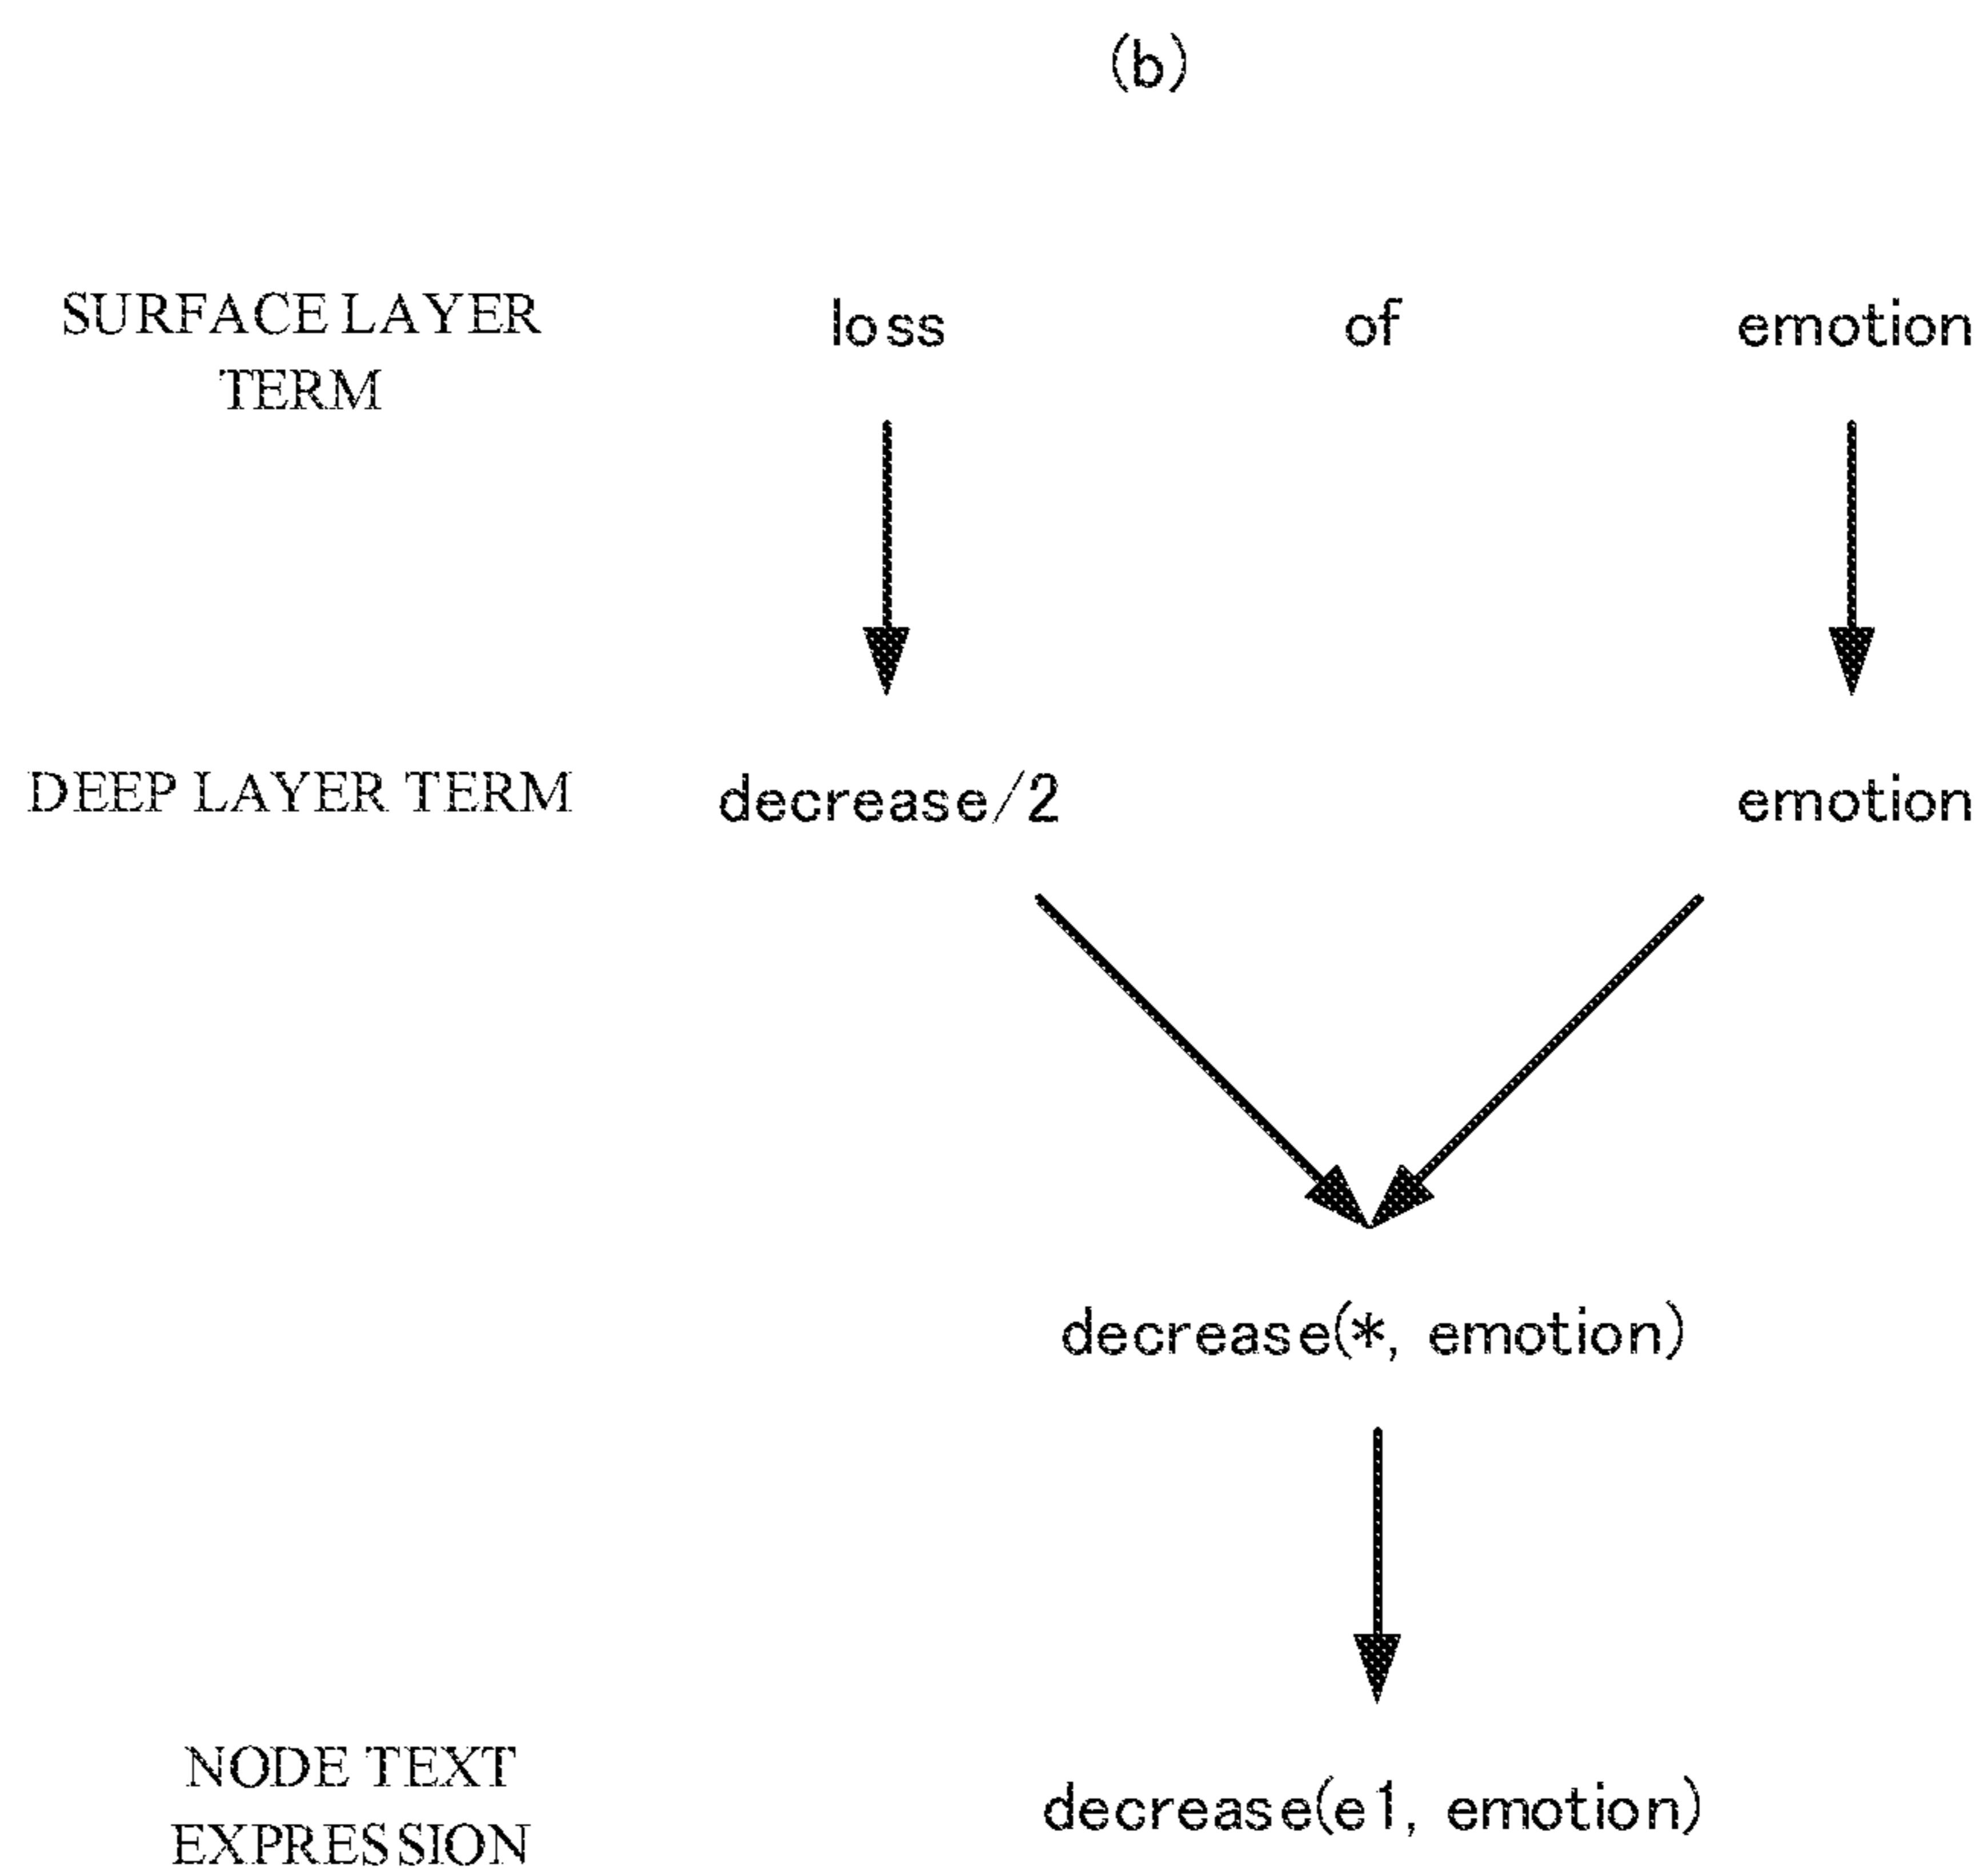 (b)
SURFACE LAYER
TERM
loss of emotion
DEEP LAYER TERM
decrease/2 emotion
decrease(*, emotion)
NODE TEXT
EXPRESSION
decrease(e1, emotion)